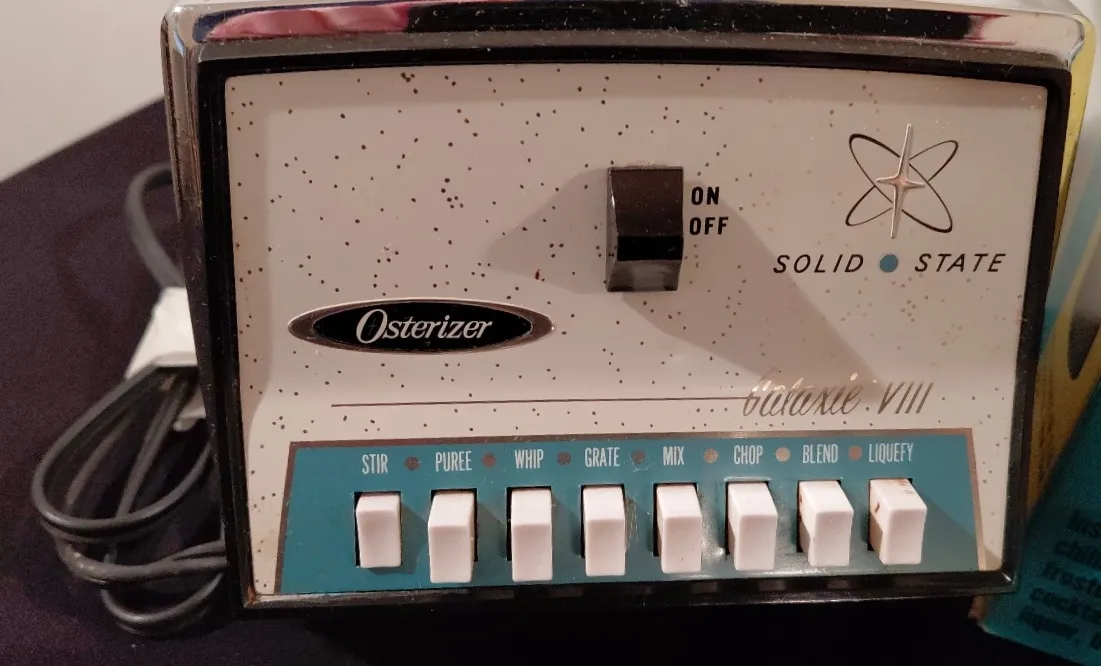 ON
OFF
SOLID STATE
Osterizer
Galaxie VIII
STIR PUREE WHIP GRATE MIX CHOP BLEND LIQUEFY